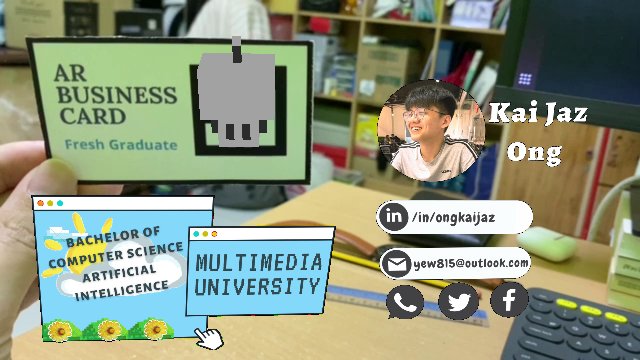 AR
BUSINESS
CARD
Fresh Graduate
Kai Jaz
Ong
in /in/ongkaijaz
yew815@outlook.com
BACHELOR OF
COMPUTER SCIENCE
ARTIFICIAL
INTELLIGENCE
MULTIMEDIA
UNIVERSITY